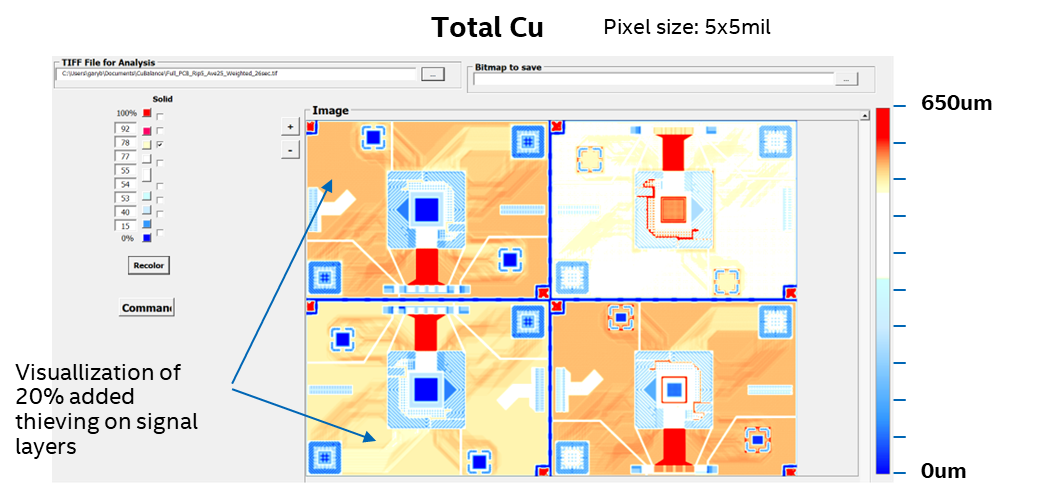 Total Cu
Pixel size: 5x5mil
TIFF File for Analysis
C:\Users\garyb\Documents\CuBalance\Full_PCB_Rip5_Ave25_Weighted_26sec.tif
...
Bitmap to save
...
Solid
100%
92
78
77
55
54
53
40
15
0%
Recolor
Comman
Image
+
-
650um
0um
Visuallization of
20% added
thieving on signal
layers